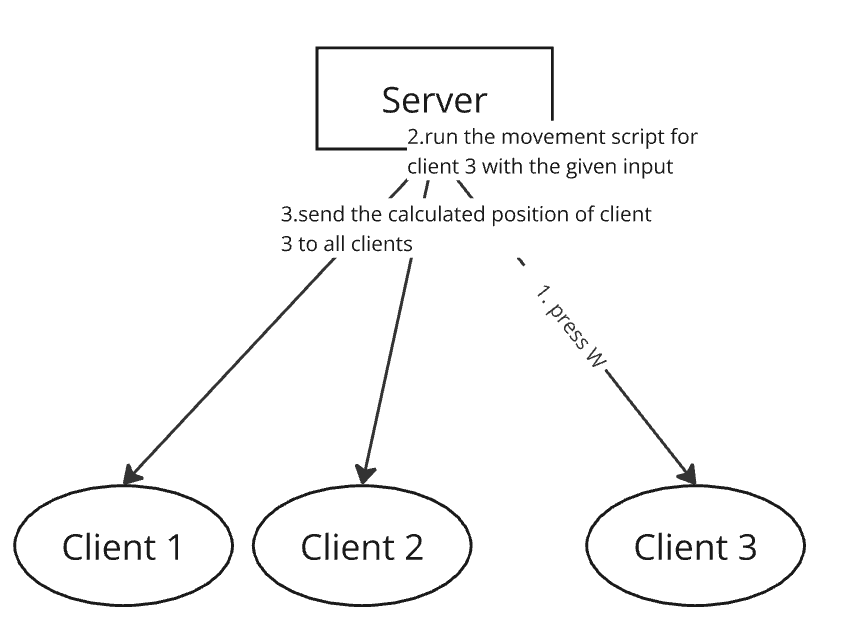 Server
2.run the movement script for
client 3 with the given input
3.send the calculated position of client
3 to all clients
1. press W
Client 1
Client 2
Client 3